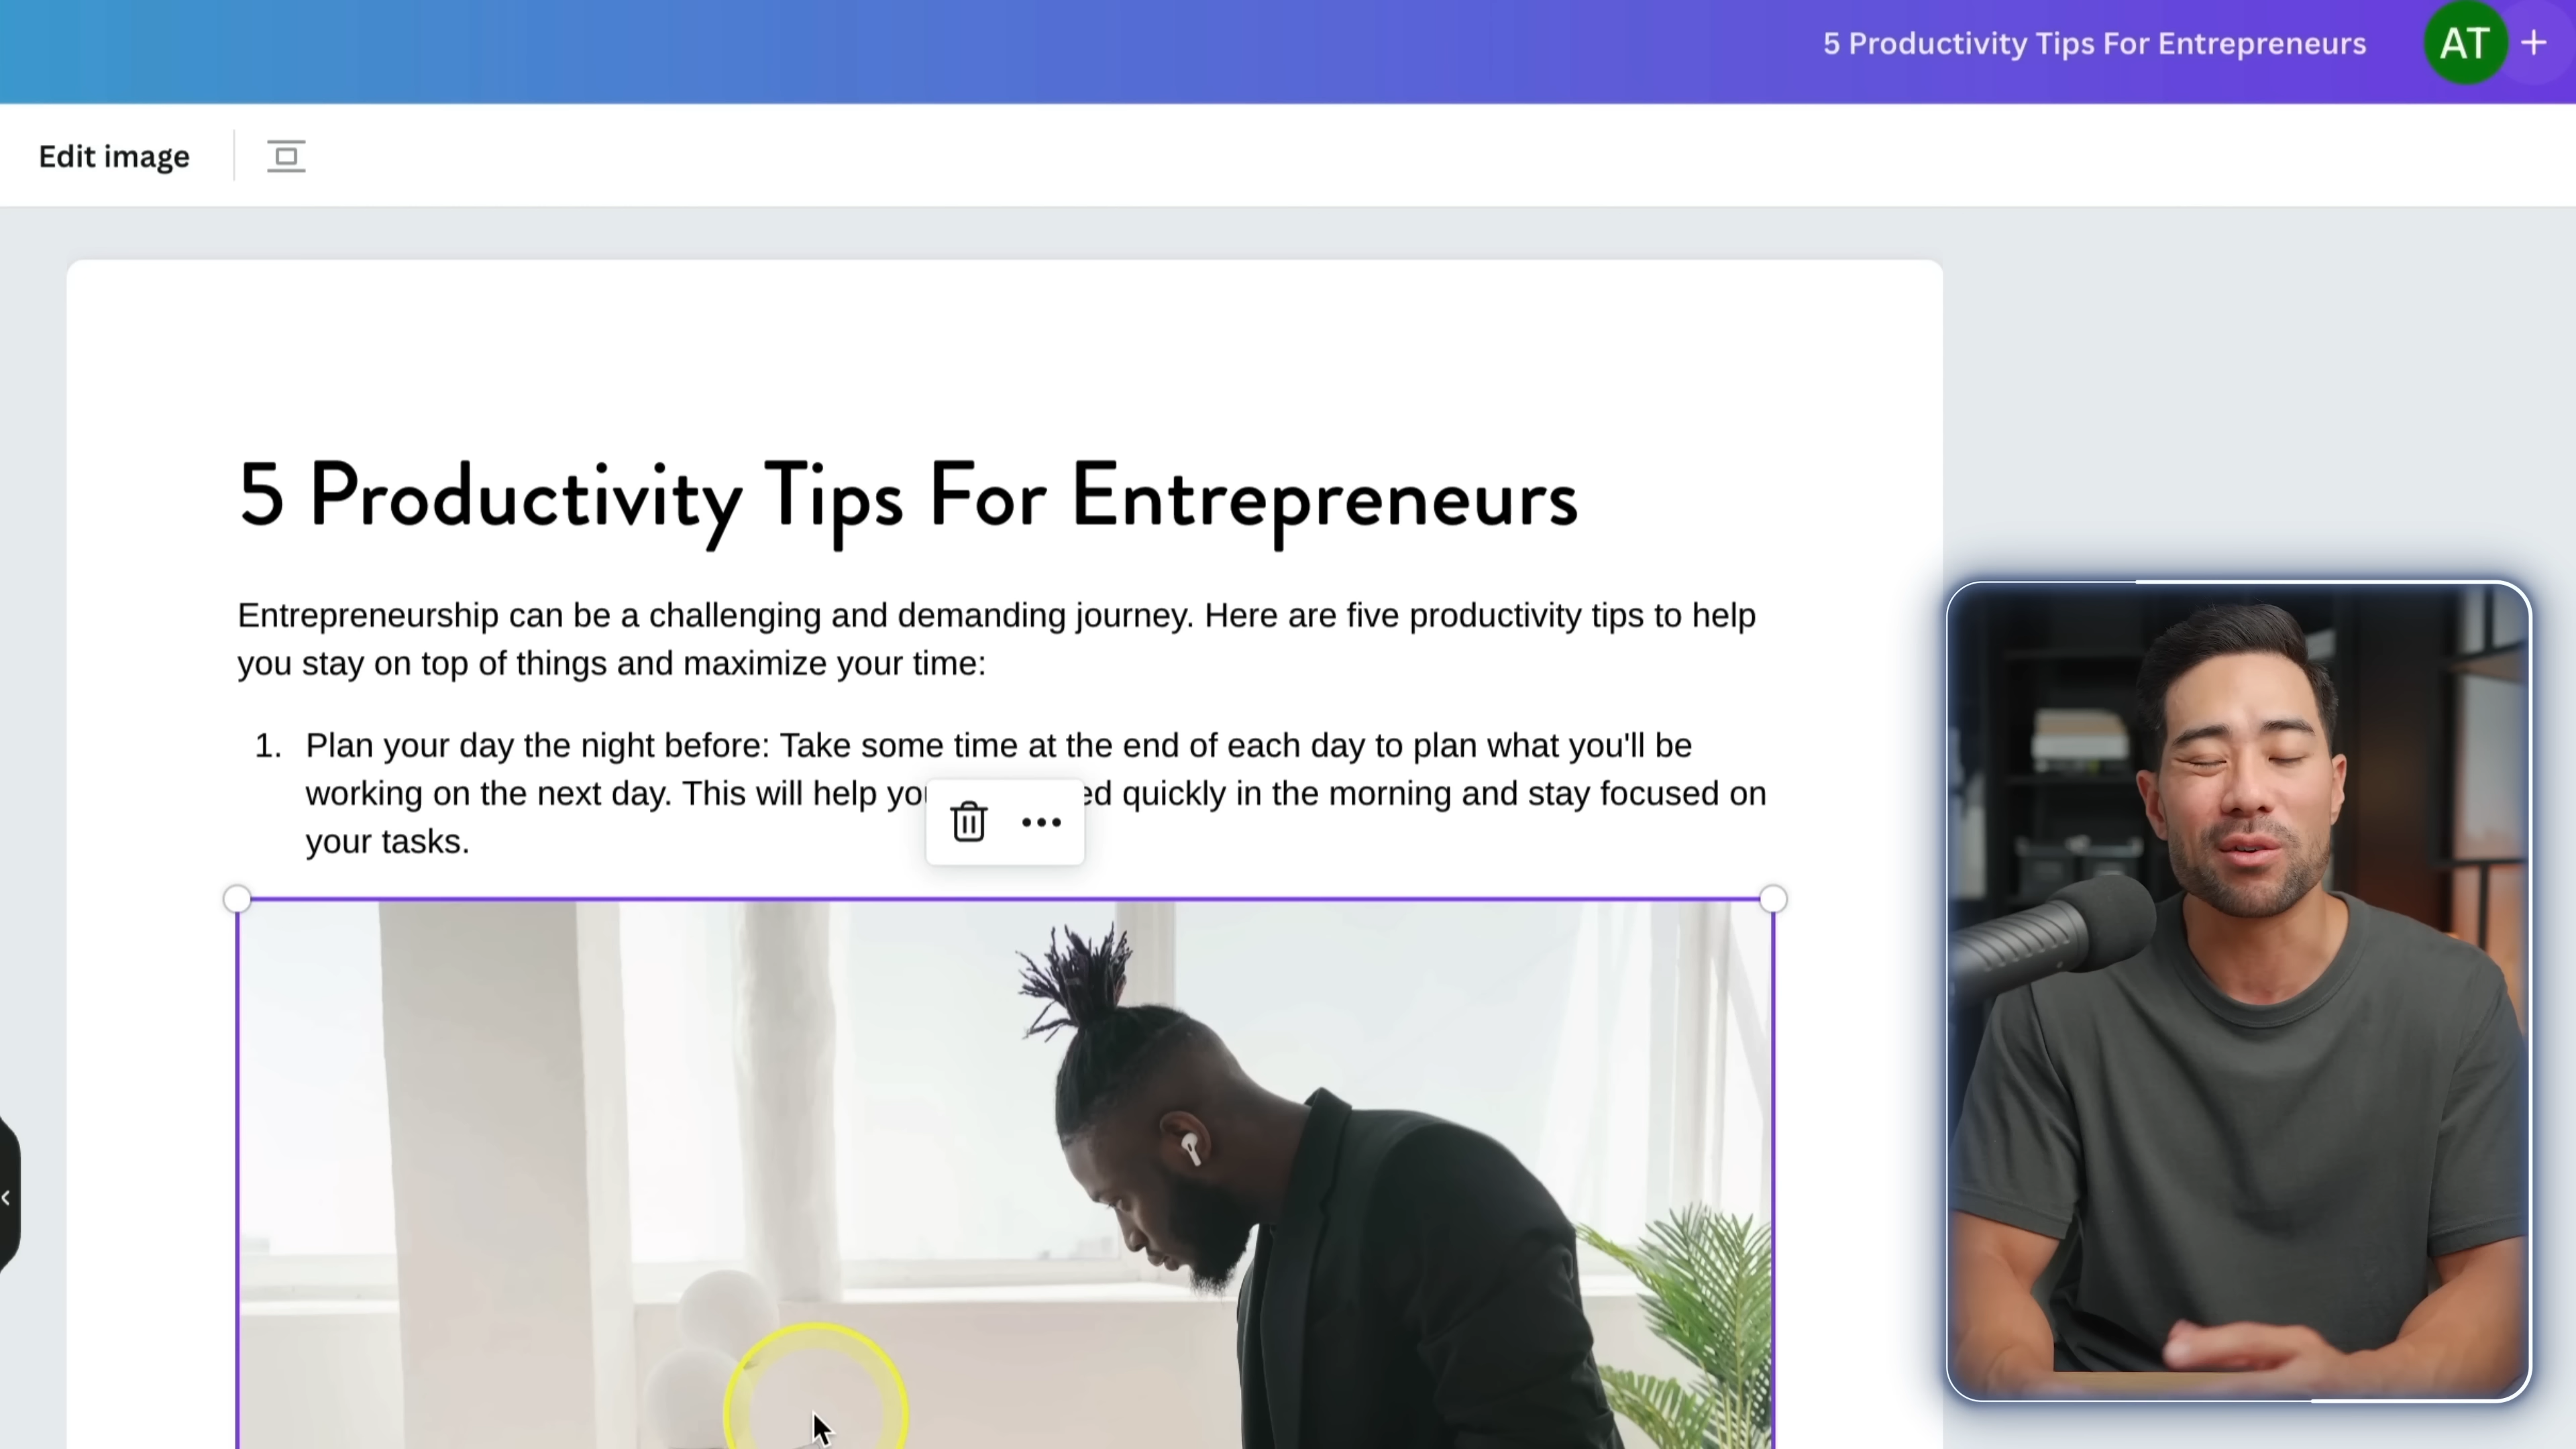 5 Productivity Tips For Entrepreneurs
AT
Edit image
5 Productivity Tips For Entrepreneurs
Entrepreneurship can be a challenging and demanding journey. Here are five productivity tips to help
you stay on top of things and maximize your time:
1. Plan your day the night before: Take some time at the end of each day to plan what you'll be
working on the next day. This will help quickly in the morning and stay focused on
your tasks.